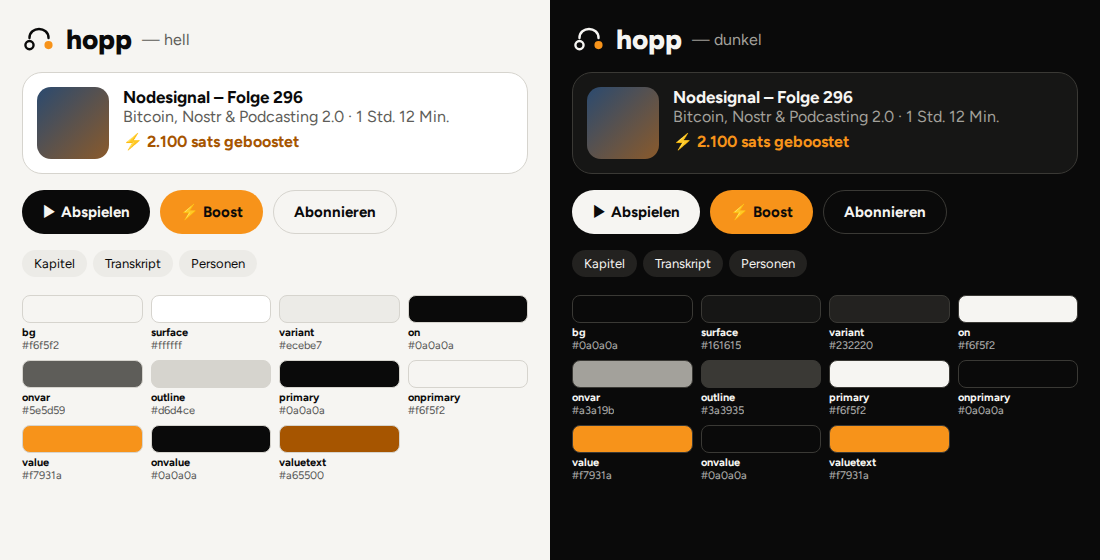 hopp — hell
Nodesignal – Folge 296
Bitcoin, Nostr & Podcasting 2.0 · 1 Std. 12 Min.
⚡ 2.100 sats geboostet
▶ Abspielen
⚡ Boost
Abonnieren
Kapitel
Transkript
Personen
bg
#f6f5f2
surface
#ffffff
variant
#ecebe7
on
#0a0a0a
onvar
#5e5d59
outline
#d6d4ce
primary
#0a0a0a
onprimary
#f6f5f2
value
#f7931a
onvalue
#0a0a0a
valuetext
#a65500
hopp — dunkel
Nodesignal – Folge 296
Bitcoin, Nostr & Podcasting 2.0 · 1 Std. 12 Min.
⚡ 2.100 sats geboostet
▶ Abspielen
⚡ Boost
Abonnieren
Kapitel
Transkript
Personen
bg
#0a0a0a
surface
#161615
variant
#232220
on
#f6f5f2
onvar
#a3a19b
outline
#3a3935
primary
#f6f5f2
onprimary
#0a0a0a
value
#f7931a
onvalue
#0a0a0a
valuetext
#f7931a